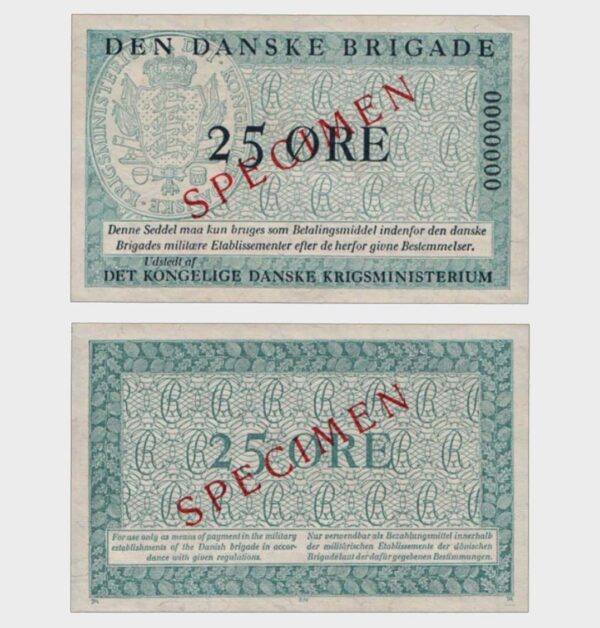 DEN DANSKE BRIGADE
25 ØRE
SPECIMEN
0000000
Denne Seddel maa kun bruges som Betalingsmiddel indenfor den danske
Brigades militære Etablissementer efter de herfor givne Bestemmelser.
Udstedt af
DET KONGELIGE DANSKE KRIGSMINISTERIUM
25 ØRE
SPECIMEN
For use only as means of payment in the military
establishments of the Danish brigade in accor-
dance with given regulations.
Nur verwendbar als Bezahlungsmittel innerhalb
der militärischen Etablissemente der dänischen
Brigade laut der dafür gegebenen Bestimmungen.